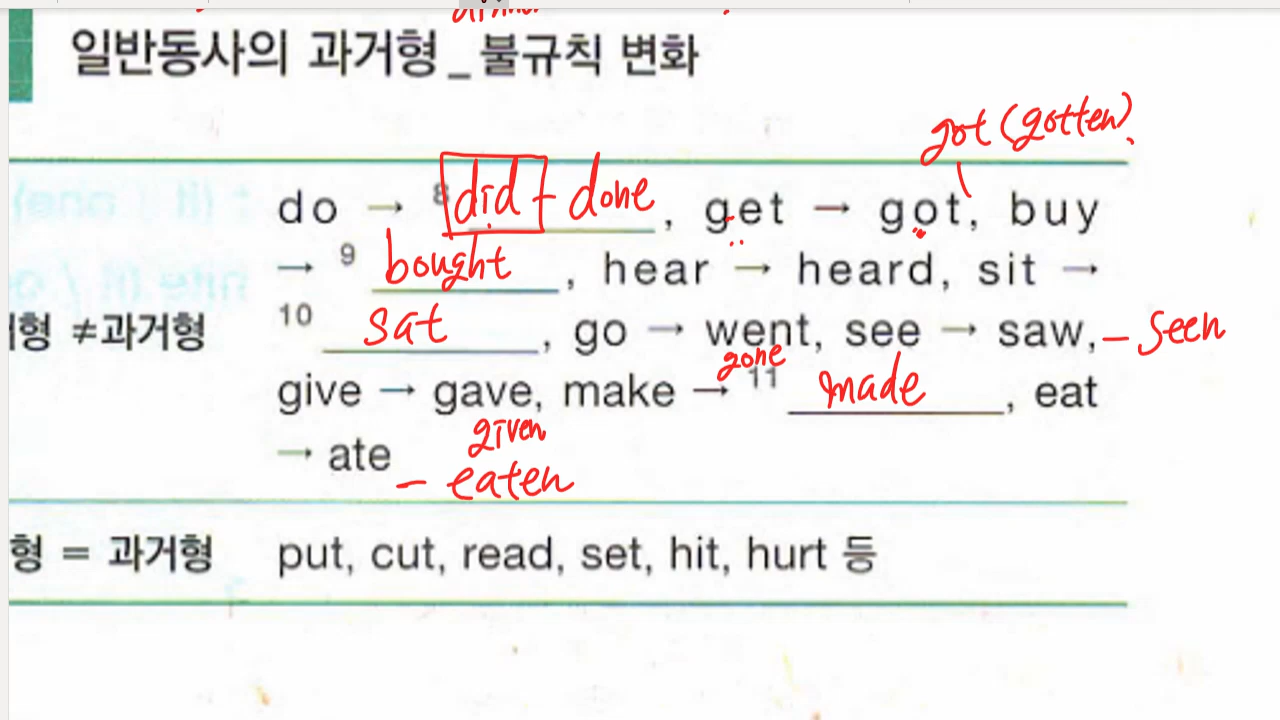 일반동사의 과거형 _ 불규칙 변화
got (gotten)
do → 8 did - done, get → got, buy
→ 9 bought, hear → heard, sit →
형 ≠과거형 10 sat, go → went, see → saw, - seen
gone
give → gave, make → 11 made, eat
given
→ ate - eaten
형 = 과거형 put, cut, read, set, hit, hurt 등